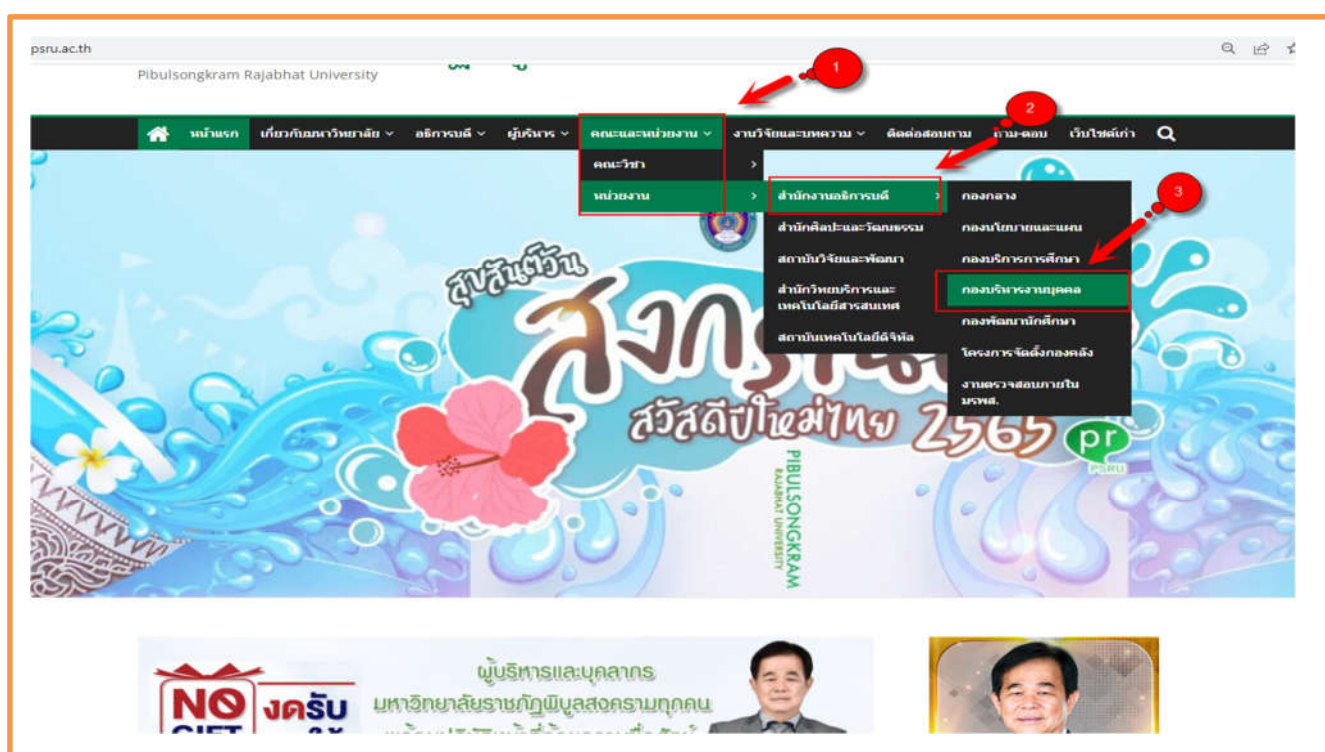 psru.ac.th
Pibulsongkram Rajabhat University
1
2
3
หน้าแรก เกี่ยวกับมหาวิทยาลัย อธิการบดี ผู้บริหาร คณะและหน่วยงาน งานวิจัยและบทความ ติดต่อสอบถาม ถาม-ตอบ เว็บไซต์เก่า
คณะวิชา
หน่วยงาน
สำนักงานอธิการบดี
สำนักศิลปะและวัฒนธรรม
สถาบันวิจัยและพัฒนา
สำนักวิทยบริการและ
เทคโนโลยีสารสนเทศ
สถาบันเทคโนโลยีดิจิทัล
กองกลาง
กองนโยบายและแผน
กองบริการการศึกษา
กองบริหารงานบุคคล
กองพัฒนานักศึกษา
โครงการจัดตั้งกองคลัง
งานตรวจสอบภายใน
มรพส.
สุขสันต์วัน
สวัสดีปีใหม่ไทย 2565
pr
PSRU
PIBULSONGKRAM
RAJABHAT UNIVERSITY
NO
GIFT
งดรับ
ผู้บริหารและบุคลากร
มหาวิทยาลัยราชภัฏพิบูลสงครามทุกคน